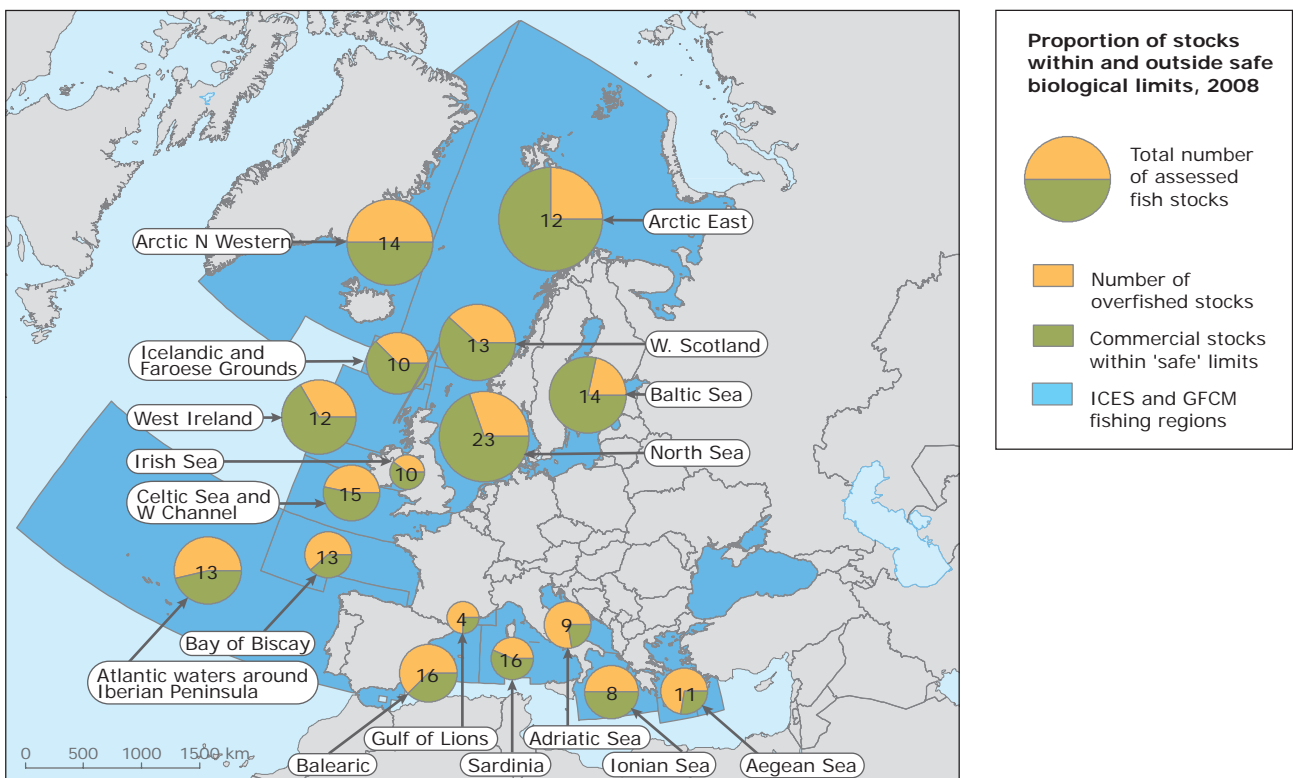 Proportion of stocks
within and outside safe
biological limits, 2008
Total number
of assessed
fish stocks
Number of
overfished stocks
Commercial stocks
within 'safe' limits
ICES and GFCM
fishing regions
12
Arctic East
Arctic N Western
14
13
W. Scotland
Icelandic and
Faroese Grounds
10
14
Baltic Sea
West Ireland
12
23
North Sea
Irish Sea
10
Celtic Sea and
W Channel
15
13
13
Bay of Biscay
Atlantic waters around
Iberian Peninsula
4
9
16
16
8
11
Gulf of Lions
Adriatic Sea
Balearic
Sardinia
Ionian Sea
Aegean Sea
0 500 1000 1500 km